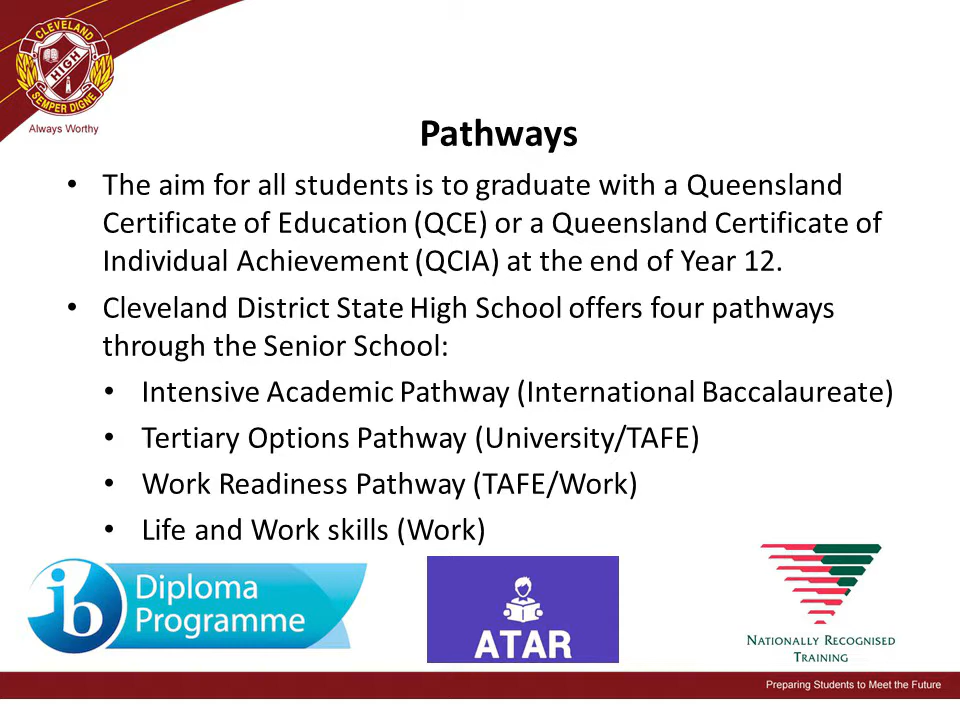 CLEVELAND
HIGH
SEMPER DIGNE
Always Worthy
Pathways
• The aim for all students is to graduate with a Queensland
Certificate of Education (QCE) or a Queensland Certificate of
Individual Achievement (QCIA) at the end of Year 12.
• Cleveland District State High School offers four pathways
through the Senior School:
• Intensive Academic Pathway (International Baccalaureate)
• Tertiary Options Pathway (University/TAFE)
• Work Readiness Pathway (TAFE/Work)
• Life and Work skills (Work)
ib Diploma
Programme
ATAR
NATIONALLY RECOGNISED
TRAINING
Preparing Students to Meet the Future